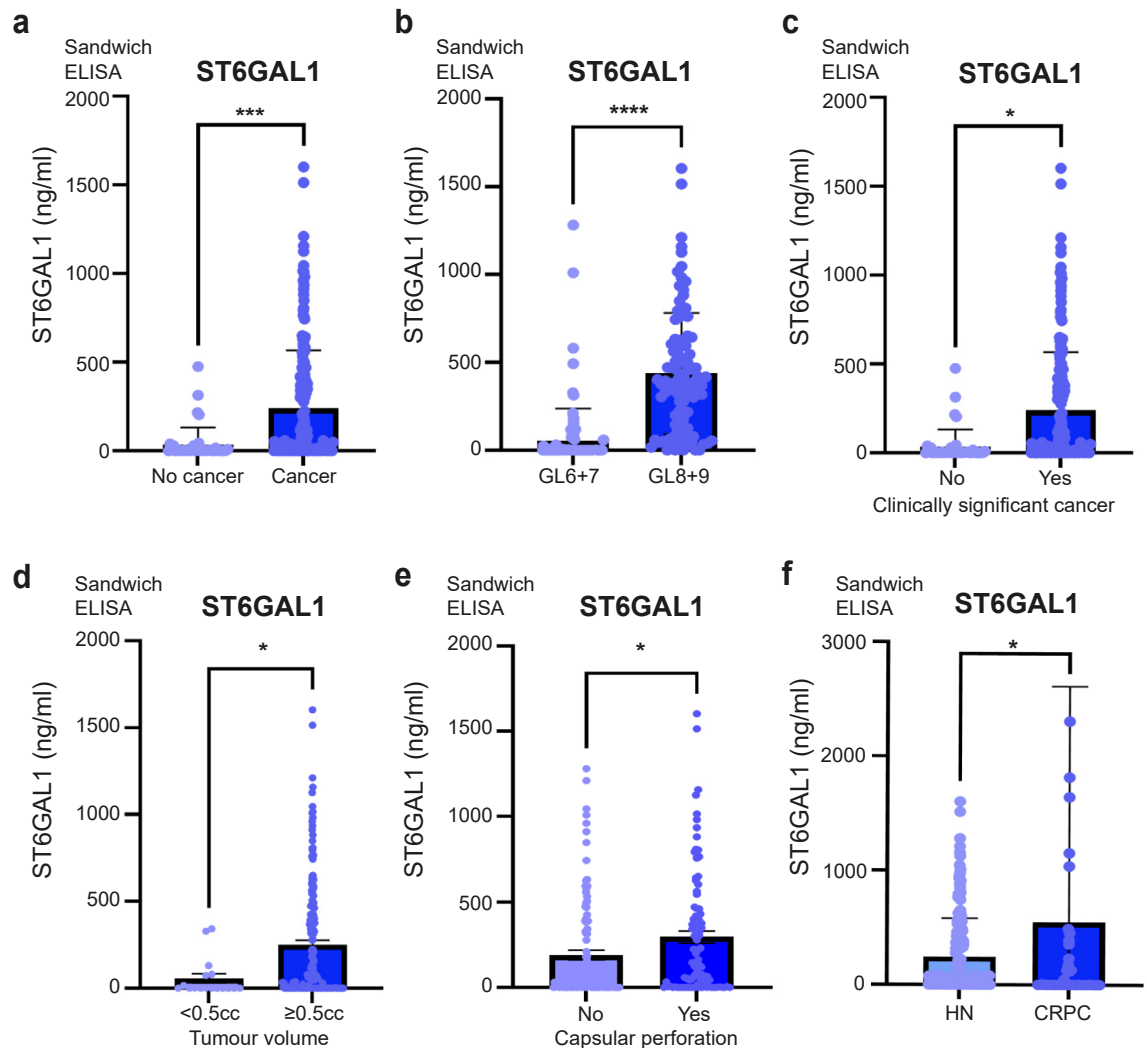 a
Sandwich
ELISA
ST6GAL1
***
ST6GAL1 (ng/ml)
2000
1500
1000
500
0
No cancer
Cancer
b
Sandwich
ELISA
ST6GAL1
****
ST6GAL1 (ng/ml)
2000
1500
1000
500
0
GL6+7
GL8+9
c
Sandwich
ELISA
ST6GAL1
*
ST6GAL1 (ng/ml)
2000
1500
1000
500
0
No
Yes
Clinically significant cancer
d
Sandwich
ELISA
ST6GAL1
*
ST6GAL1 (ng/ml)
2000
1500
1000
500
0
<0.5cc
≥0.5cc
Tumour volume
e
Sandwich
ELISA
ST6GAL1
*
ST6GAL1 (ng/ml)
2000
1500
1000
500
0
No
Yes
Capsular perforation
f
Sandwich
ELISA
ST6GAL1
*
ST6GAL1 (ng/ml)
3000
2000
1000
0
HN
CRPC